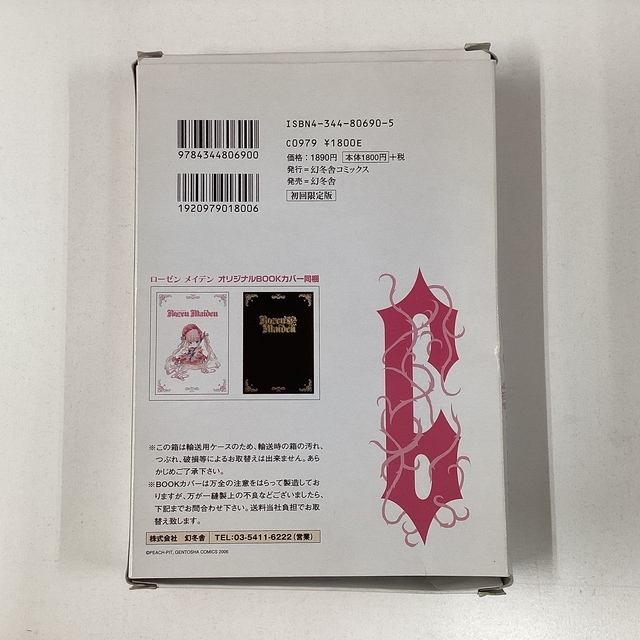 ISBN4-344-80690-5
9784344806900
C0979 ¥1800E
価格：1890円 本体1800円+税
発行＝幻冬舎コミックス
発売＝幻冬舎
1920979018006
初回限定版
ローゼン メイデン オリジナルBOOKカバー同梱
Rozen Maiden
Rozen
Maiden
※この箱は輸送用ケースのため、輸送時の箱の汚れ、
つぶれ、破損等によるお取替えは出来ません。あら
かじめご了承下さい。
※BOOKカバーは万全の注意をはらって製造してお
りますが、万が一縫製上の不良などございましたら、
下記までお問合わせ下さい。送料当社負担でお取
替え致します。
株式会社 幻冬舎 TEL:03-5411-6222(営業)
©PEACH-PIT, GENTOSHA COMICS 2006